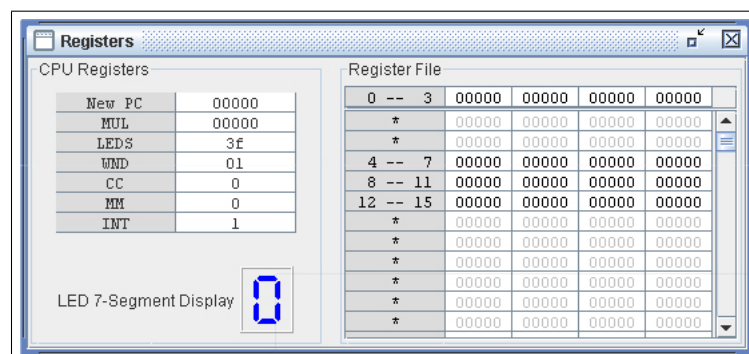 Registers
CPU Registers
New PC 00000
MUL 00000
LEDS 3f
WND 01
CC 0
MM 0
INT 1
LED 7-Segment Display 0
Register File
0 -- 3 00000 00000 00000 00000
* 00000 00000 00000 00000
* 00000 00000 00000 00000
4 -- 7 00000 00000 00000 00000
8 -- 11 00000 00000 00000 00000
12 -- 15 00000 00000 00000 00000
* 00000 00000 00000 00000
* 00000 00000 00000 00000
* 00000 00000 00000 00000
* 00000 00000 00000 00000
* 00000 00000 00000 00000
* 00000 00000 00000 00000